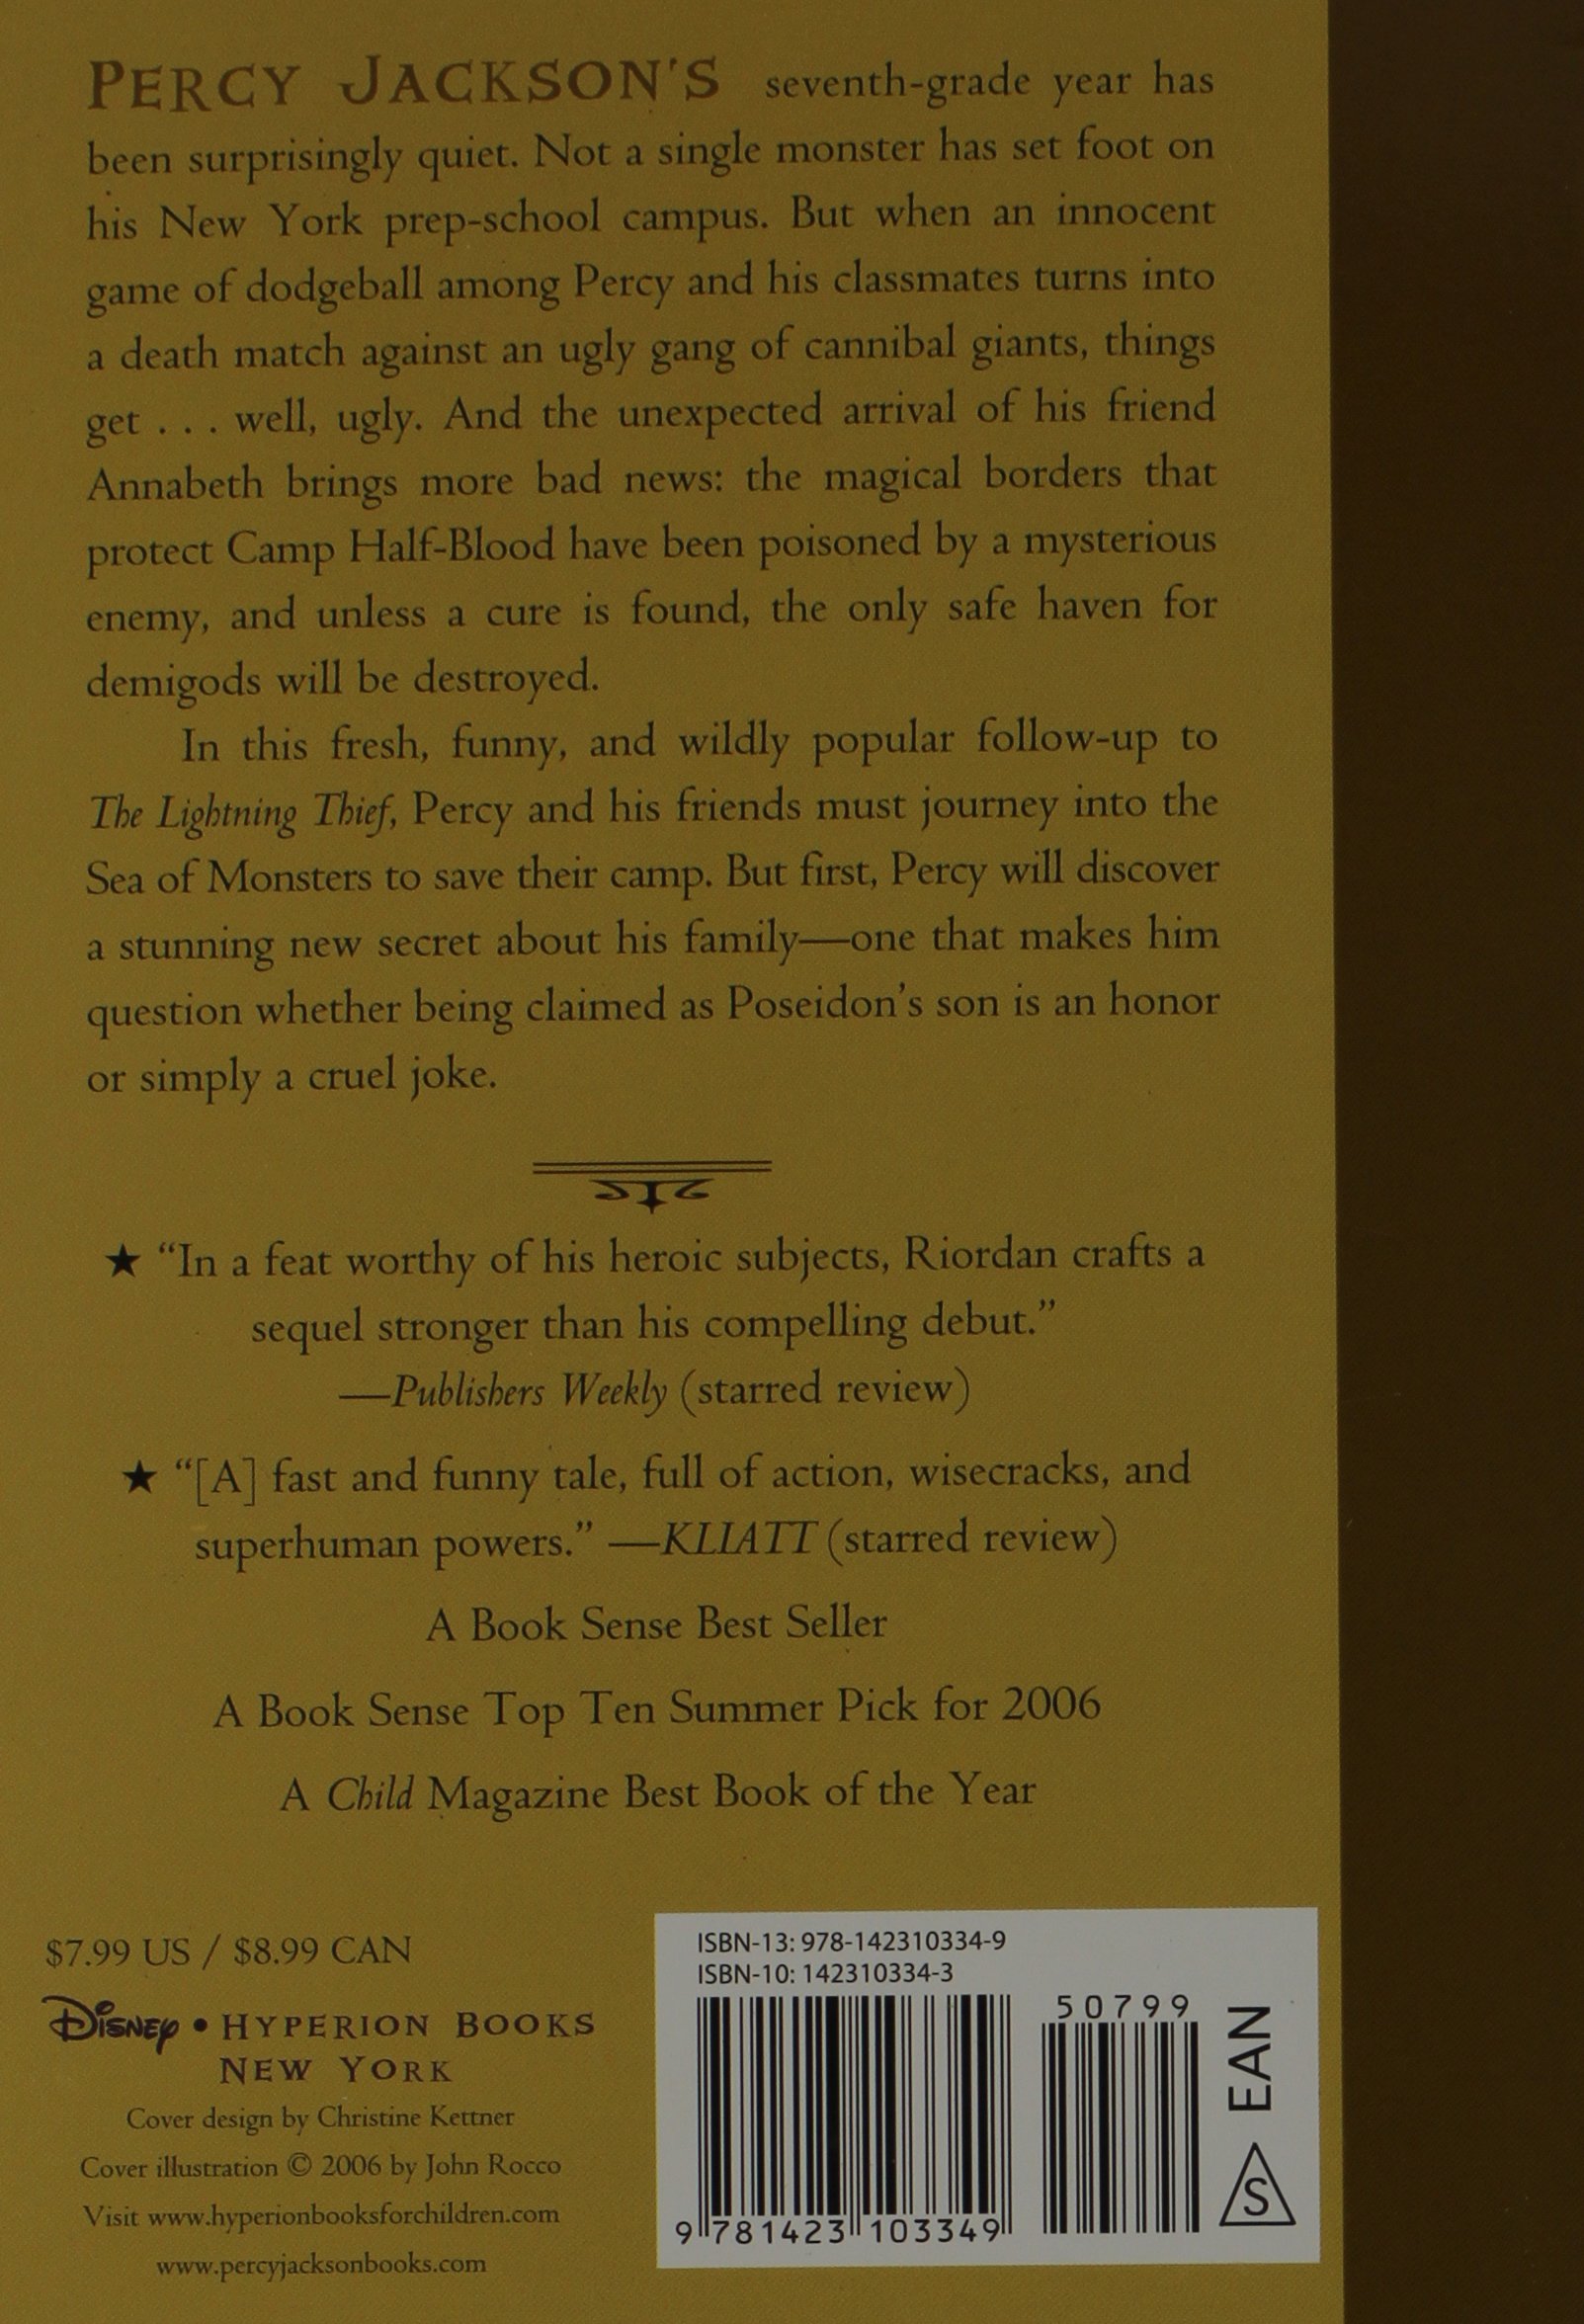 PERCY JACKSON'S seventh-grade year has
been surprisingly quiet. Not a single monster has set foot on
his New York prep-school campus. But when an innocent
game of dodgeball among Percy and his classmates turns into
a death match against an ugly gang of cannibal giants, things
get . . . well, ugly. And the unexpected arrival of his friend
Annabeth brings more bad news: the magical borders that
protect Camp Half-Blood have been poisoned by a mysterious
enemy, and unless a cure is found, the only safe haven for
demigods will be destroyed.
In this fresh, funny, and wildly popular follow-up to
The Lightning Thief, Percy and his friends must journey into the
Sea of Monsters to save their camp. But first, Percy will discover
a stunning new secret about his family—one that makes him
question whether being claimed as Poseidon's son is an honor
or simply a cruel joke.
★ “In a feat worthy of his heroic subjects, Riordan crafts a
sequel stronger than his compelling debut.”
—Publishers Weekly (starred review)
★ “[A] fast and funny tale, full of action, wisecracks, and
superhuman powers.” —KLIATT (starred review)
A Book Sense Best Seller
A Book Sense Top Ten Summer Pick for 2006
A Child Magazine Best Book of the Year
$7.99 US / $8.99 CAN
Disney • HYPERION BOOKS
NEW YORK
Cover design by Christine Kettner
Cover illustration © 2006 by John Rocco
Visit www.hyperionbooksforchildren.com
www.percyjacksonbooks.com
ISBN-13: 978-142310334-9
ISBN-10: 142310334-3
50799
9 781423 103349
EAN
S